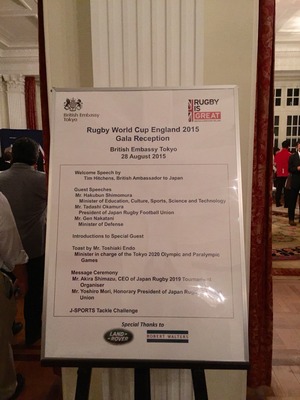 British Embassy
Tokyo
RUGBY
IS
GREAT
Rugby World Cup England 2015
Gala Reception
British Embassy Tokyo
28 August 2015
Welcome Speech by
Tim Hitchens, British Ambassador to Japan
Guest Speeches
Mr. Hakubun Shimomura
Minister of Education, Culture, Sports, Science and Technology
Mr. Tadashi Okamura
President of Japan Rugby Football Union
Mr. Gen Nakatani
Minister of Defense
Introductions to Special Guest
Toast by Mr. Toshiaki Endo
Minister in charge of the Tokyo 2020 Olympic and Paralympic
Games
Message Ceremony
Mr. Akira Shimazu, CEO of Japan Rugby 2019 Tournament
Organiser
Mr. Yoshiro Mori, Honorary President of Japan Rugby
Union
J-SPORTS Tackle Challenge
Special Thanks to
LAND-
ROVER
ROBERT WALTERS